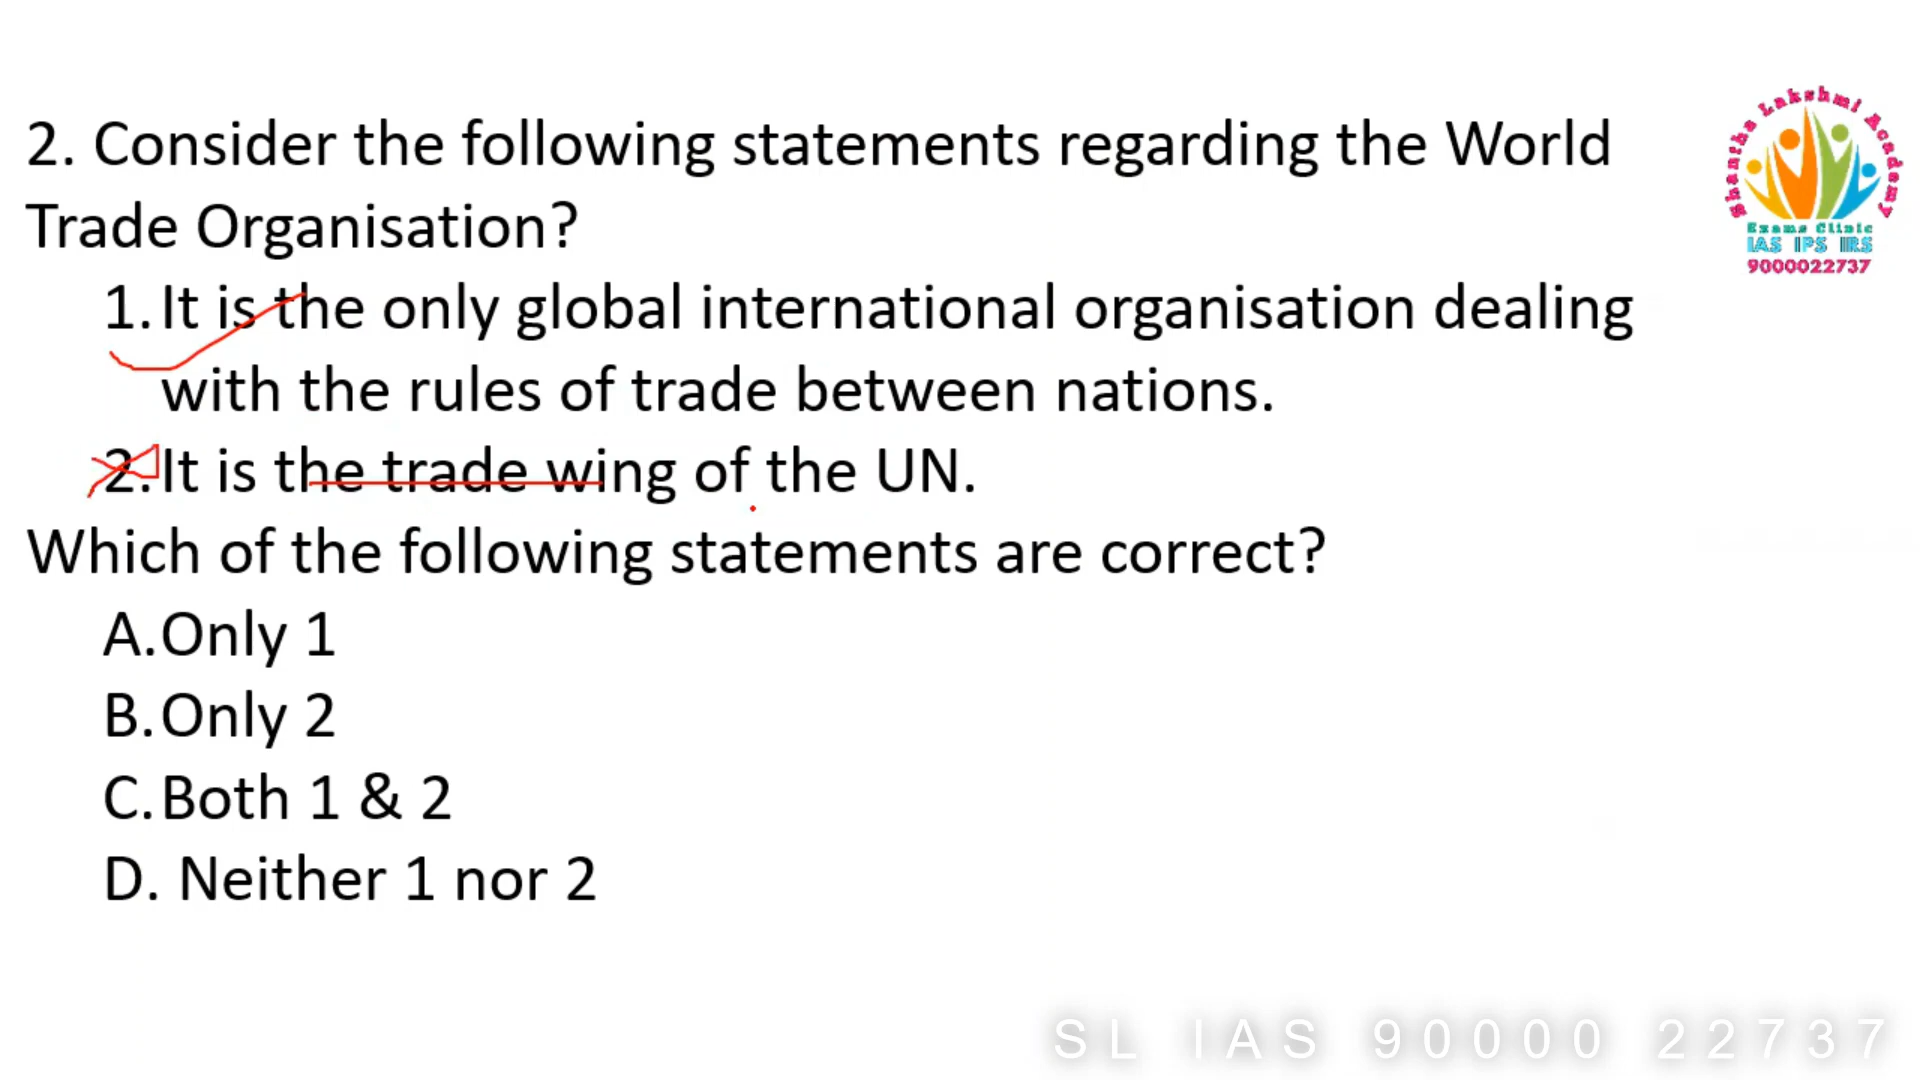 2. Consider the following statements regarding the World
Trade Organisation?
1. It is the only global international organisation dealing
with the rules of trade between nations.
2. It is the trade wing of the UN.
Which of the following statements are correct?
A. Only 1
B. Only 2
C. Both 1 & 2
D. Neither 1 nor 2
Shantha Lakshmi Academy
Exams Clinic
IAS IPS IRS
9000022737
SL IAS 90000 22737